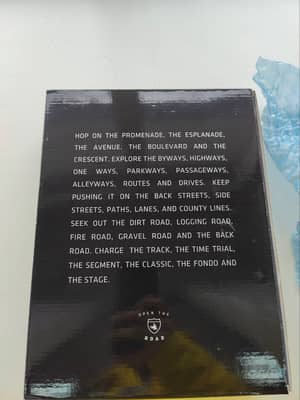 HOP ON THE PROMENADE, THE ESPLANADE,
THE AVENUE. THE BOULEVARD AND THE
CRESCENT. EXPLORE THE BYWAYS, HIGHWAYS,
ONE WAYS, PARKWAYS, PASSAGEWAYS,
ALLEYWAYS, ROUTES AND DRIVES. KEEP
PUSHING IT ON THE BACK STREETS, SIDE
STREETS, PATHS, LANES, AND COUNTY LINES.
SEEK OUT THE DIRT ROAD, LOGGING ROAD,
FIRE ROAD, GRAVEL ROAD AND THE BACK
ROAD. CHARGE THE TRACK, THE TIME TRIAL,
THE SEGMENT, THE CLASSIC, THE FONDO AND
THE STAGE.
OPEN THE
ROAD